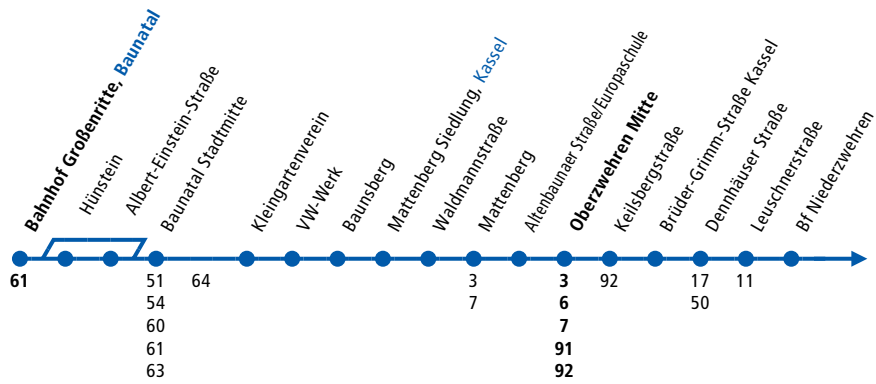 Bahnhof Großenritte, Baunatal
Hünstein
Albert-Einstein-Straße
Baunatal Stadtmitte
Kleingartenverein
VW-Werk
Baunsberg
Mattenberg Siedlung, Kassel
Waldmannstraße
Mattenberg
Altenbaunaer Straße/Europaschule
Oberzwehren Mitte
Keilsbergstraße
Brüder-Grimm-Straße Kassel
Dennhäuser Straße
Leuschnerstraße
Bf Niederzwehren
61 51 64 3 3 92 17 11
54 7 6 50
60 7
61 91
63 92